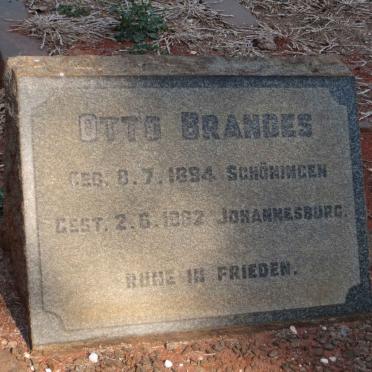 OTTO BRANDES
GEB. 8.7.1894 SCHÖNINGEN
GEST. 2.6.1962 JOHANNESBURG.
RUHE IN FRIEDEN.